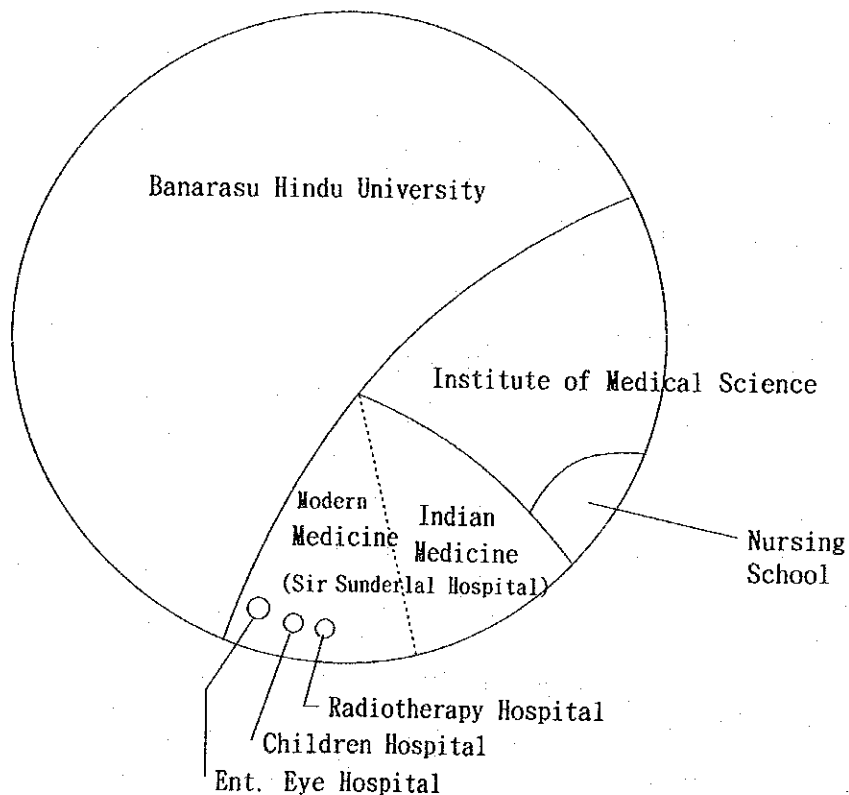 Banarasu Hindu University
Institute of Medical Science
Modern
Medicine
Indian
Medicine
(Sir Sunderlal Hospital)
Nursing
School
Radiotherapy Hospital
Children Hospital
Ent. Eye Hospital